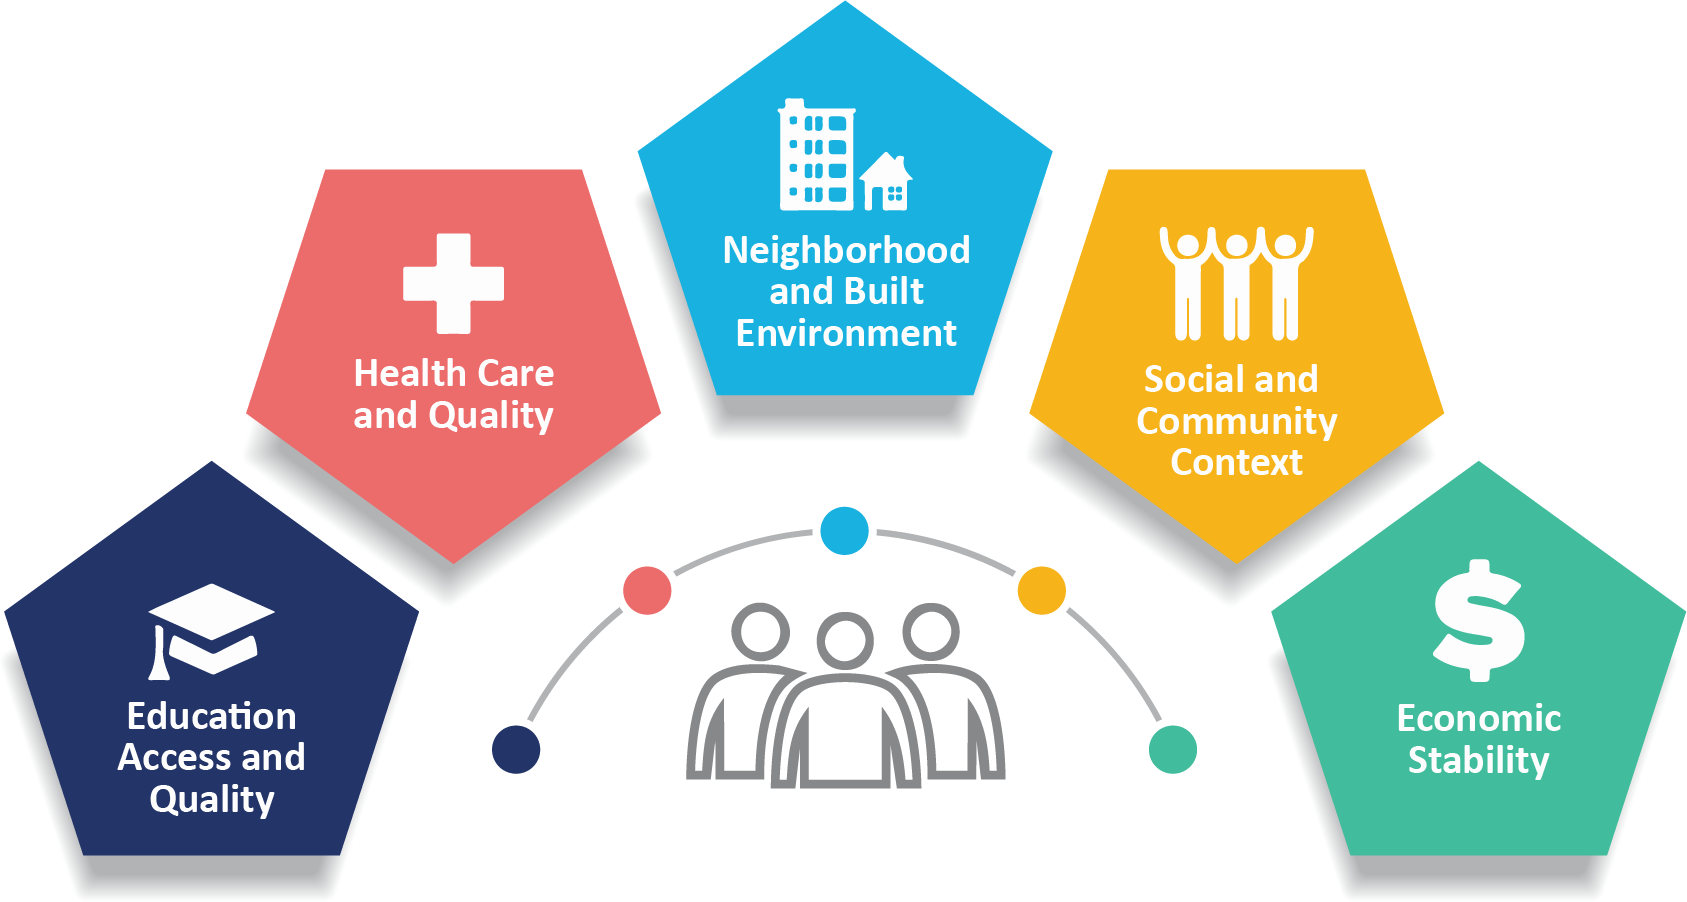 Education
Access and
Quality
Health Care
and Quality
Neighborhood
and Built
Environment
Social and
Community
Context
Economic
Stability